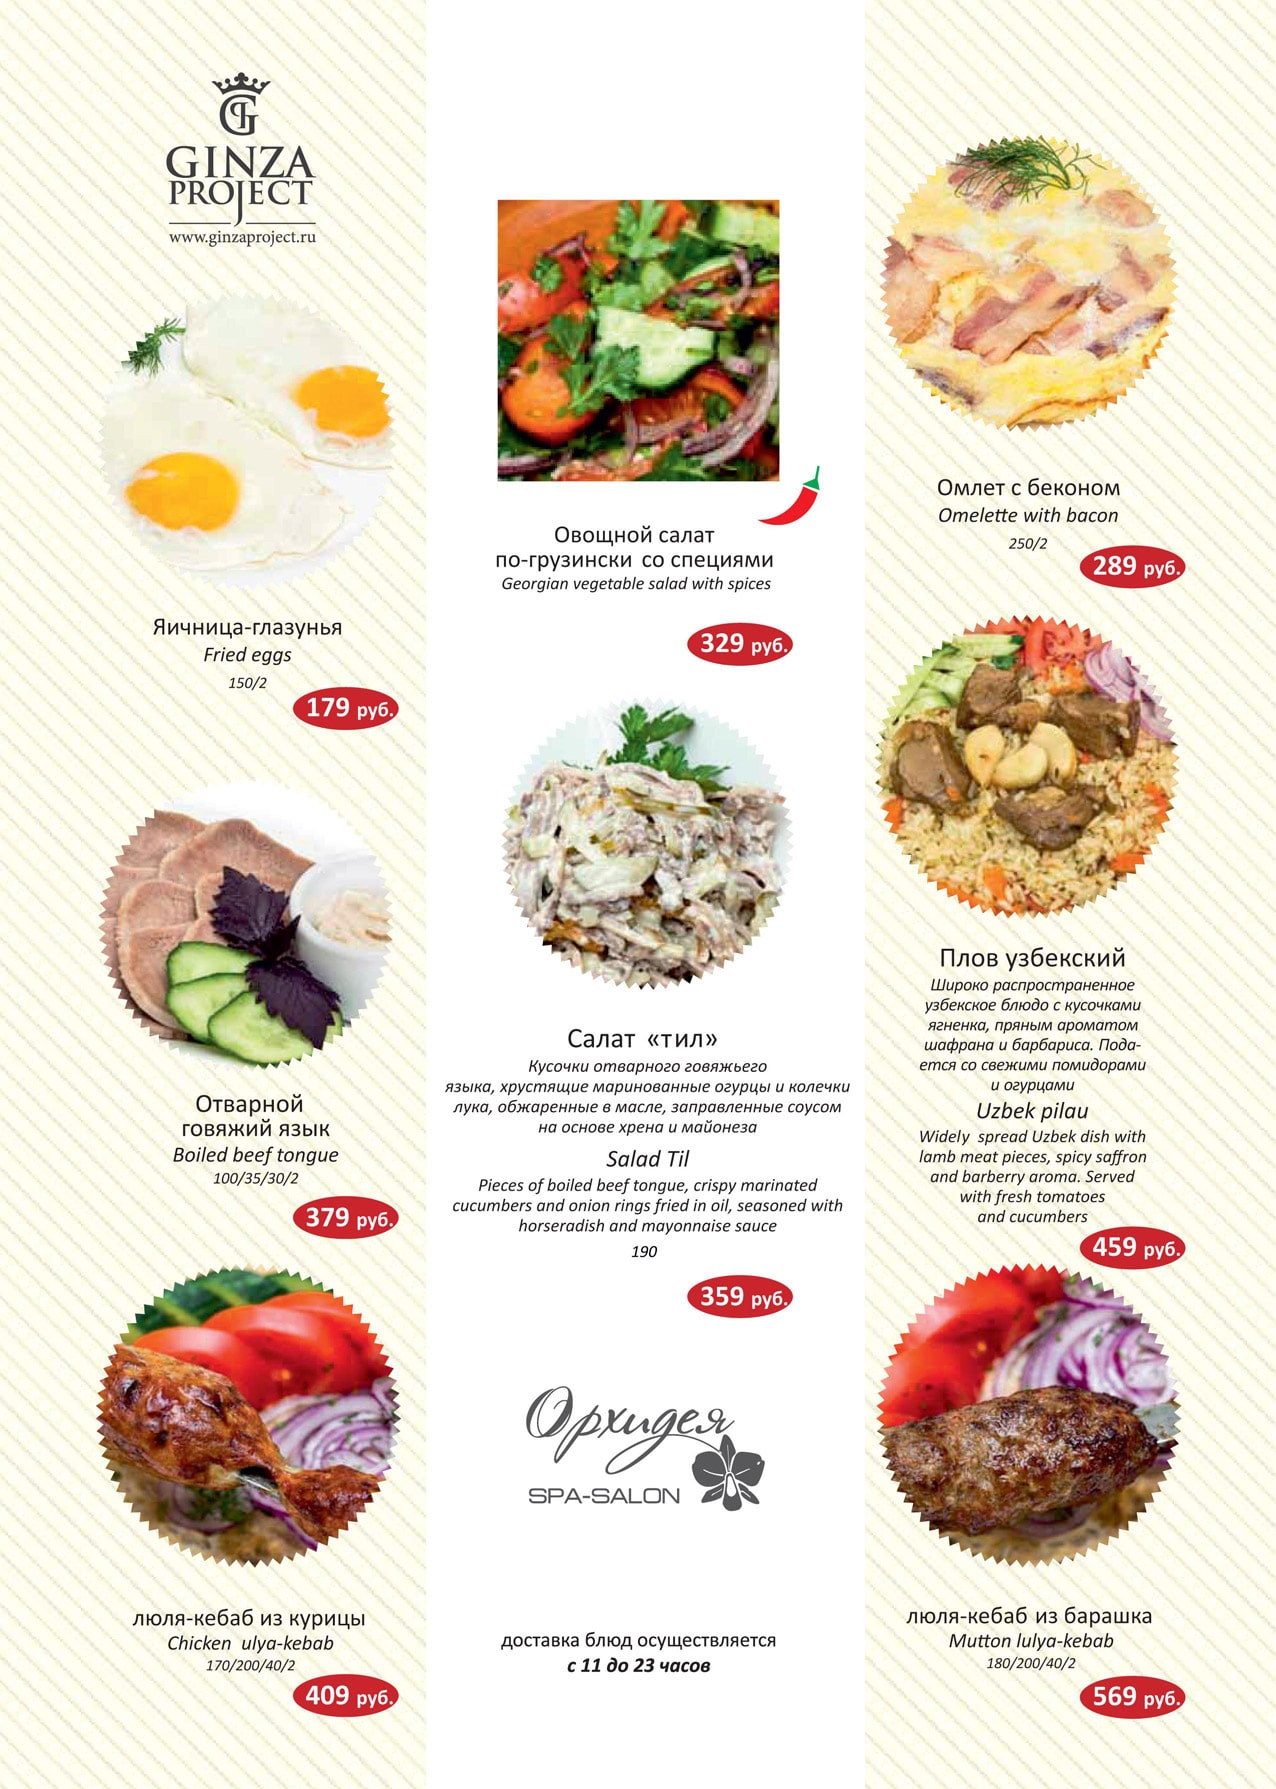 GINZA
PROJECT
www.ginzaproject.ru
Яичница-глазунья
Fried eggs
150/2
179 руб.
Отварной
говяжий язык
Boiled beef tongue
100/35/30/2
379 руб.
люля-кебаб из курицы
Chicken ulya-kebab
170/200/40/2
409 руб.
Овощной салат
по-грузински со специями
Georgian vegetable salad with spices
329 руб.
Салат «тил»
Кусочки отварного говяжьего
языка, хрустящие маринованные огурцы и колечки
лука, обжаренные в масле, заправленные соусом
на основе хрена и майонеза
Salad Til
Pieces of boiled beef tongue, crispy marinated
cucumbers and onion rings fried in oil, seasoned with
horseradish and mayonnaise sauce
190
359 руб.
Орхидея
SPA-SALON
доставка блюд осуществляется
с 11 до 23 часов
Омлет с беконом
Omelette with bacon
250/2
289 руб.
Плов узбекский
Широко распространенное
узбекское блюдо с кусочками
ягненка, пряным ароматом
шафрана и барбариса. Пода-
ется со свежими помидорами
и огурцами
Uzbek pilau
Widely spread Uzbek dish with
lamb meat pieces, spicy saffron
and barberry aroma. Served
with fresh tomatoes
and cucumbers
459 руб.
люля-кебаб из барашка
Mutton lulya-kebab
180/200/40/2
569 руб.